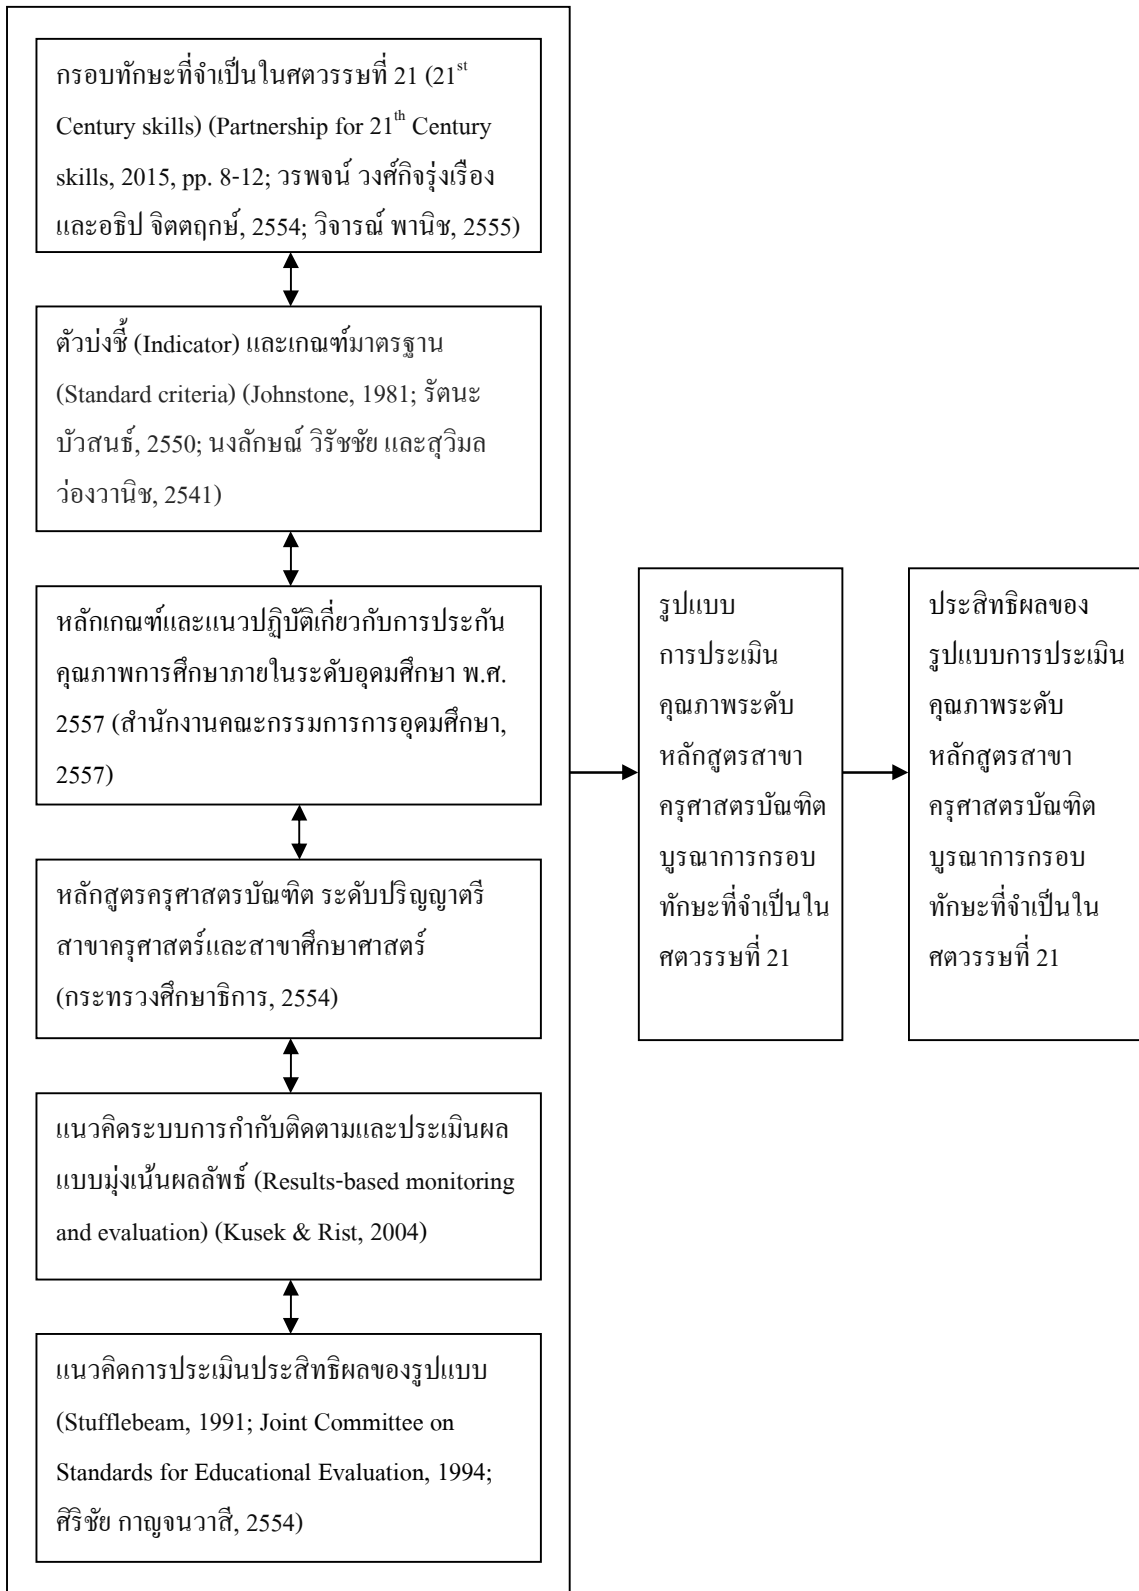 กรอบทักษะที่จำเป็นในศตวรรษที่ 21 (21st
Century skills) (Partnership for 21th Century
skills, 2015, pp. 8-12; วรพจน์ วงศ์กิจรุ่งเรือง
และอธิป จิตตฤกษ์, 2554; วิจารณ์ พานิช, 2555)
ตัวบ่งชี้ (Indicator) และเกณฑ์มาตรฐาน
(Standard criteria) (Johnstone, 1981; รัตนะ
บัวสนธ์, 2550; นงลักษณ์ วิรัชชัย และสุวิมล
ว่องวานิช, 2541)
หลักเกณฑ์และแนวปฏิบัติเกี่ยวกับการประกัน
คุณภาพการศึกษาภายในระดับอุดมศึกษา พ.ศ.
2557 (สำนักงานคณะกรรมการการอุดมศึกษา,
2557)
หลักสูตรครุศาสตรบัณฑิต ระดับปริญญาตรี
สาขาครุศาสตร์และสาขาศึกษาศาสตร์
(กระทรวงศึกษาธิการ, 2554)
แนวคิดระบบการกำกับติดตามและประเมินผล
แบบมุ่งเน้นผลลัพธ์ (Results-based monitoring
and evaluation) (Kusek & Rist, 2004)
แนวคิดการประเมินประสิทธิผลของรูปแบบ
(Stufflebeam, 1991; Joint Committee on
Standards for Educational Evaluation, 1994;
ศิริชัย กาญจนวาสี, 2554)
รูปแบบ
การประเมิน
คุณภาพระดับ
หลักสูตรสาขา
ครุศาสตรบัณฑิต
บูรณาการกรอบ
ทักษะที่จำเป็นใน
ศตวรรษที่ 21
ประสิทธิผลของ
รูปแบบการประเมิน
คุณภาพระดับ
หลักสูตรสาขา
ครุศาสตรบัณฑิต
บูรณาการกรอบ
ทักษะที่จำเป็นใน
ศตวรรษที่ 21